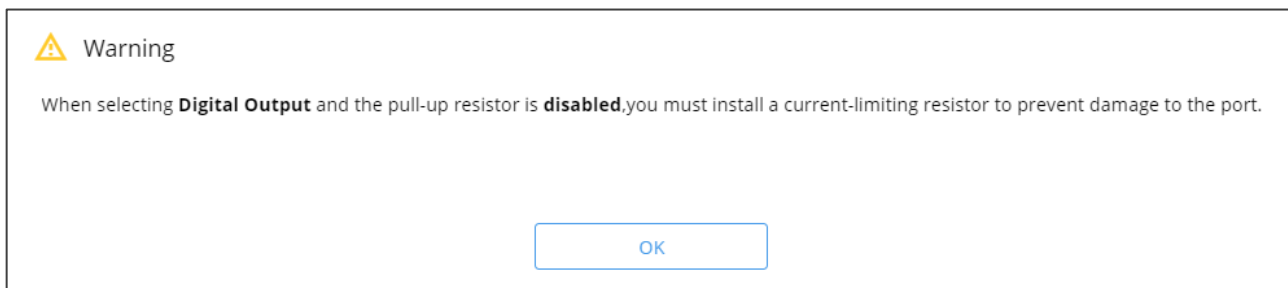 Warning
When selecting Digital Output and the pull-up resistor is disabled,you must install a current-limiting resistor to prevent damage to the port.
OK